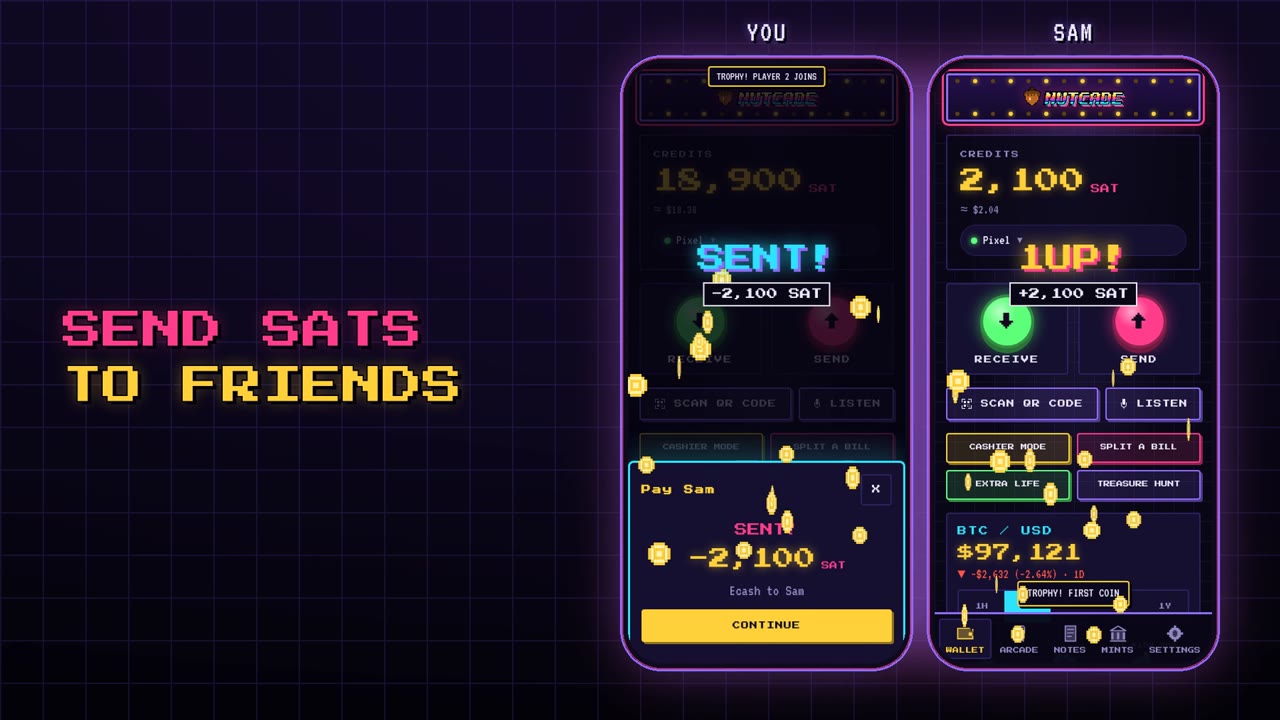 SEND SATS
TO FRIENDS
YOU
TROPHY! PLAYER 2 JOINS
NUTCADE
CREDITS
18,900 SAT
≈ $18.38
Pixel ▼
SENT!
-2,100 SAT
RECEIVE
SEND
SCAN QR CODE
LISTEN
CASHIER MODE
SPLIT A BILL
Pay Sam
X
SENT
-2,100 SAT
Ecash to Sam
CONTINUE
SAM
NUTCADE
CREDITS
2,100 SAT
≈ $2.04
Pixel ▼
1UP!
+2,100 SAT
RECEIVE
SEND
SCAN QR CODE
LISTEN
CASHIER MODE
SPLIT A BILL
EXTRA LIFE
TREASURE HUNT
BTC / USD
$97,121
▼ -$2,632 (-2.64%) · 1D
TROPHY! FIRST COIN
1H
1Y
WALLET
ARCADE
NOTES
MINTS
SETTINGS